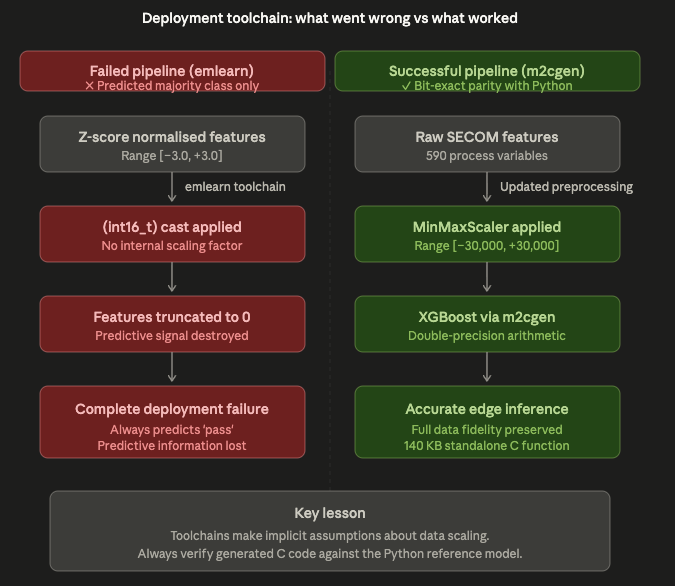 Deployment toolchain: what went wrong vs what worked
Failed pipeline (emlearn)
✕ Predicted majority class only
Successful pipeline (m2cgen)
✓ Bit-exact parity with Python
Z-score normalised features
Range [−3.0, +3.0]
emlearn toolchain
(int16_t) cast applied
No internal scaling factor
Features truncated to 0
Predictive signal destroyed
Complete deployment failure
Always predicts ‘pass’
Predictive information lost
Raw SECOM features
590 process variables
Updated preprocessing
MinMaxScaler applied
Range [−30,000, +30,000]
XGBoost via m2cgen
Double-precision arithmetic
Accurate edge inference
Full data fidelity preserved
140 KB standalone C function
Key lesson
Toolchains make implicit assumptions about data scaling.
Always verify generated C code against the Python reference model.